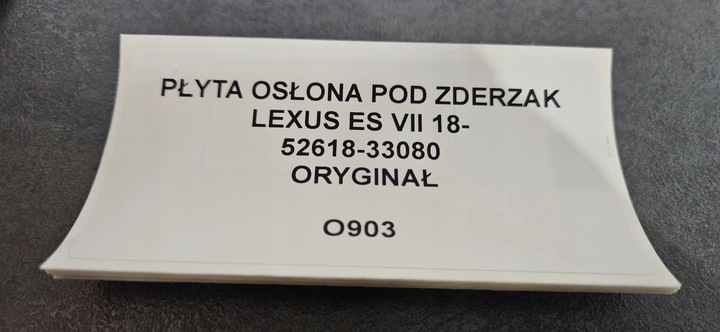 PŁYTA OSŁONA POD ZDERZAK
LEXUS ES VII 18-
52618-33080
ORYGINAŁ
O903